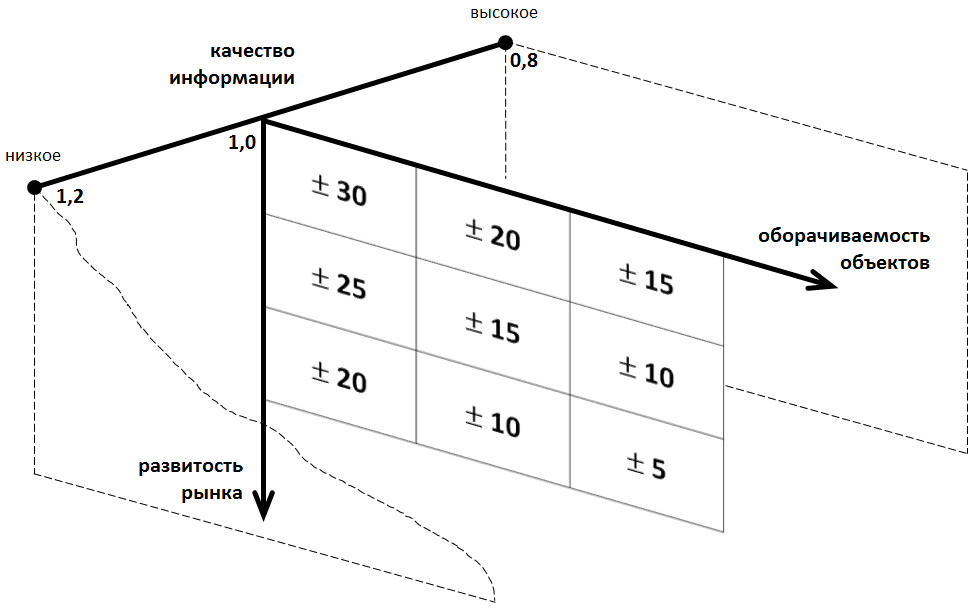 высокое
0,8
качество
информации
1,0
низкое
1,2
± 30
± 20
± 15
± 25
± 15
± 10
± 20
± 10
± 5
оборачиваемость
объектов
развитость
рынка